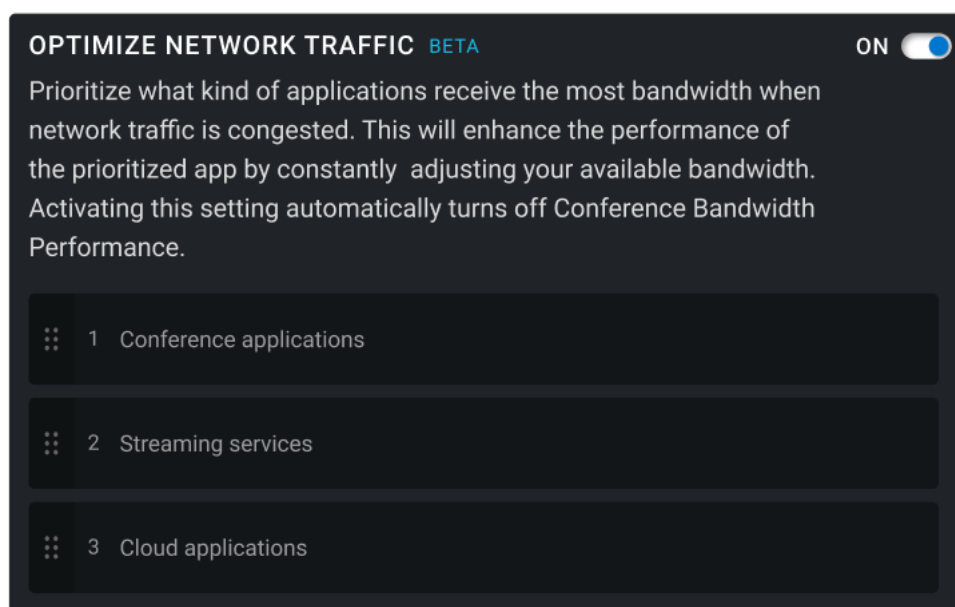 OPTIMIZE NETWORK TRAFFIC BETA ON
Prioritize what kind of applications receive the most bandwidth when
network traffic is congested. This will enhance the performance of
the prioritized app by constantly  adjusting your available bandwidth.
Activating this setting automatically turns off Conference Bandwidth
Performance.
1 Conference applications
2 Streaming services
3 Cloud applications